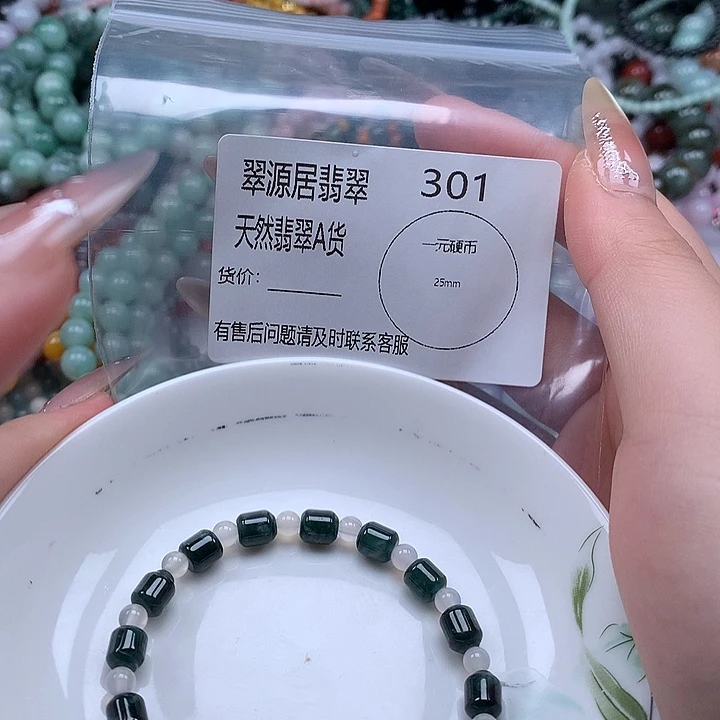 翠源居翡翠 301
天然翡翠A货
一元硬币
货价：________
25mm
有售后问题请及时联系客服